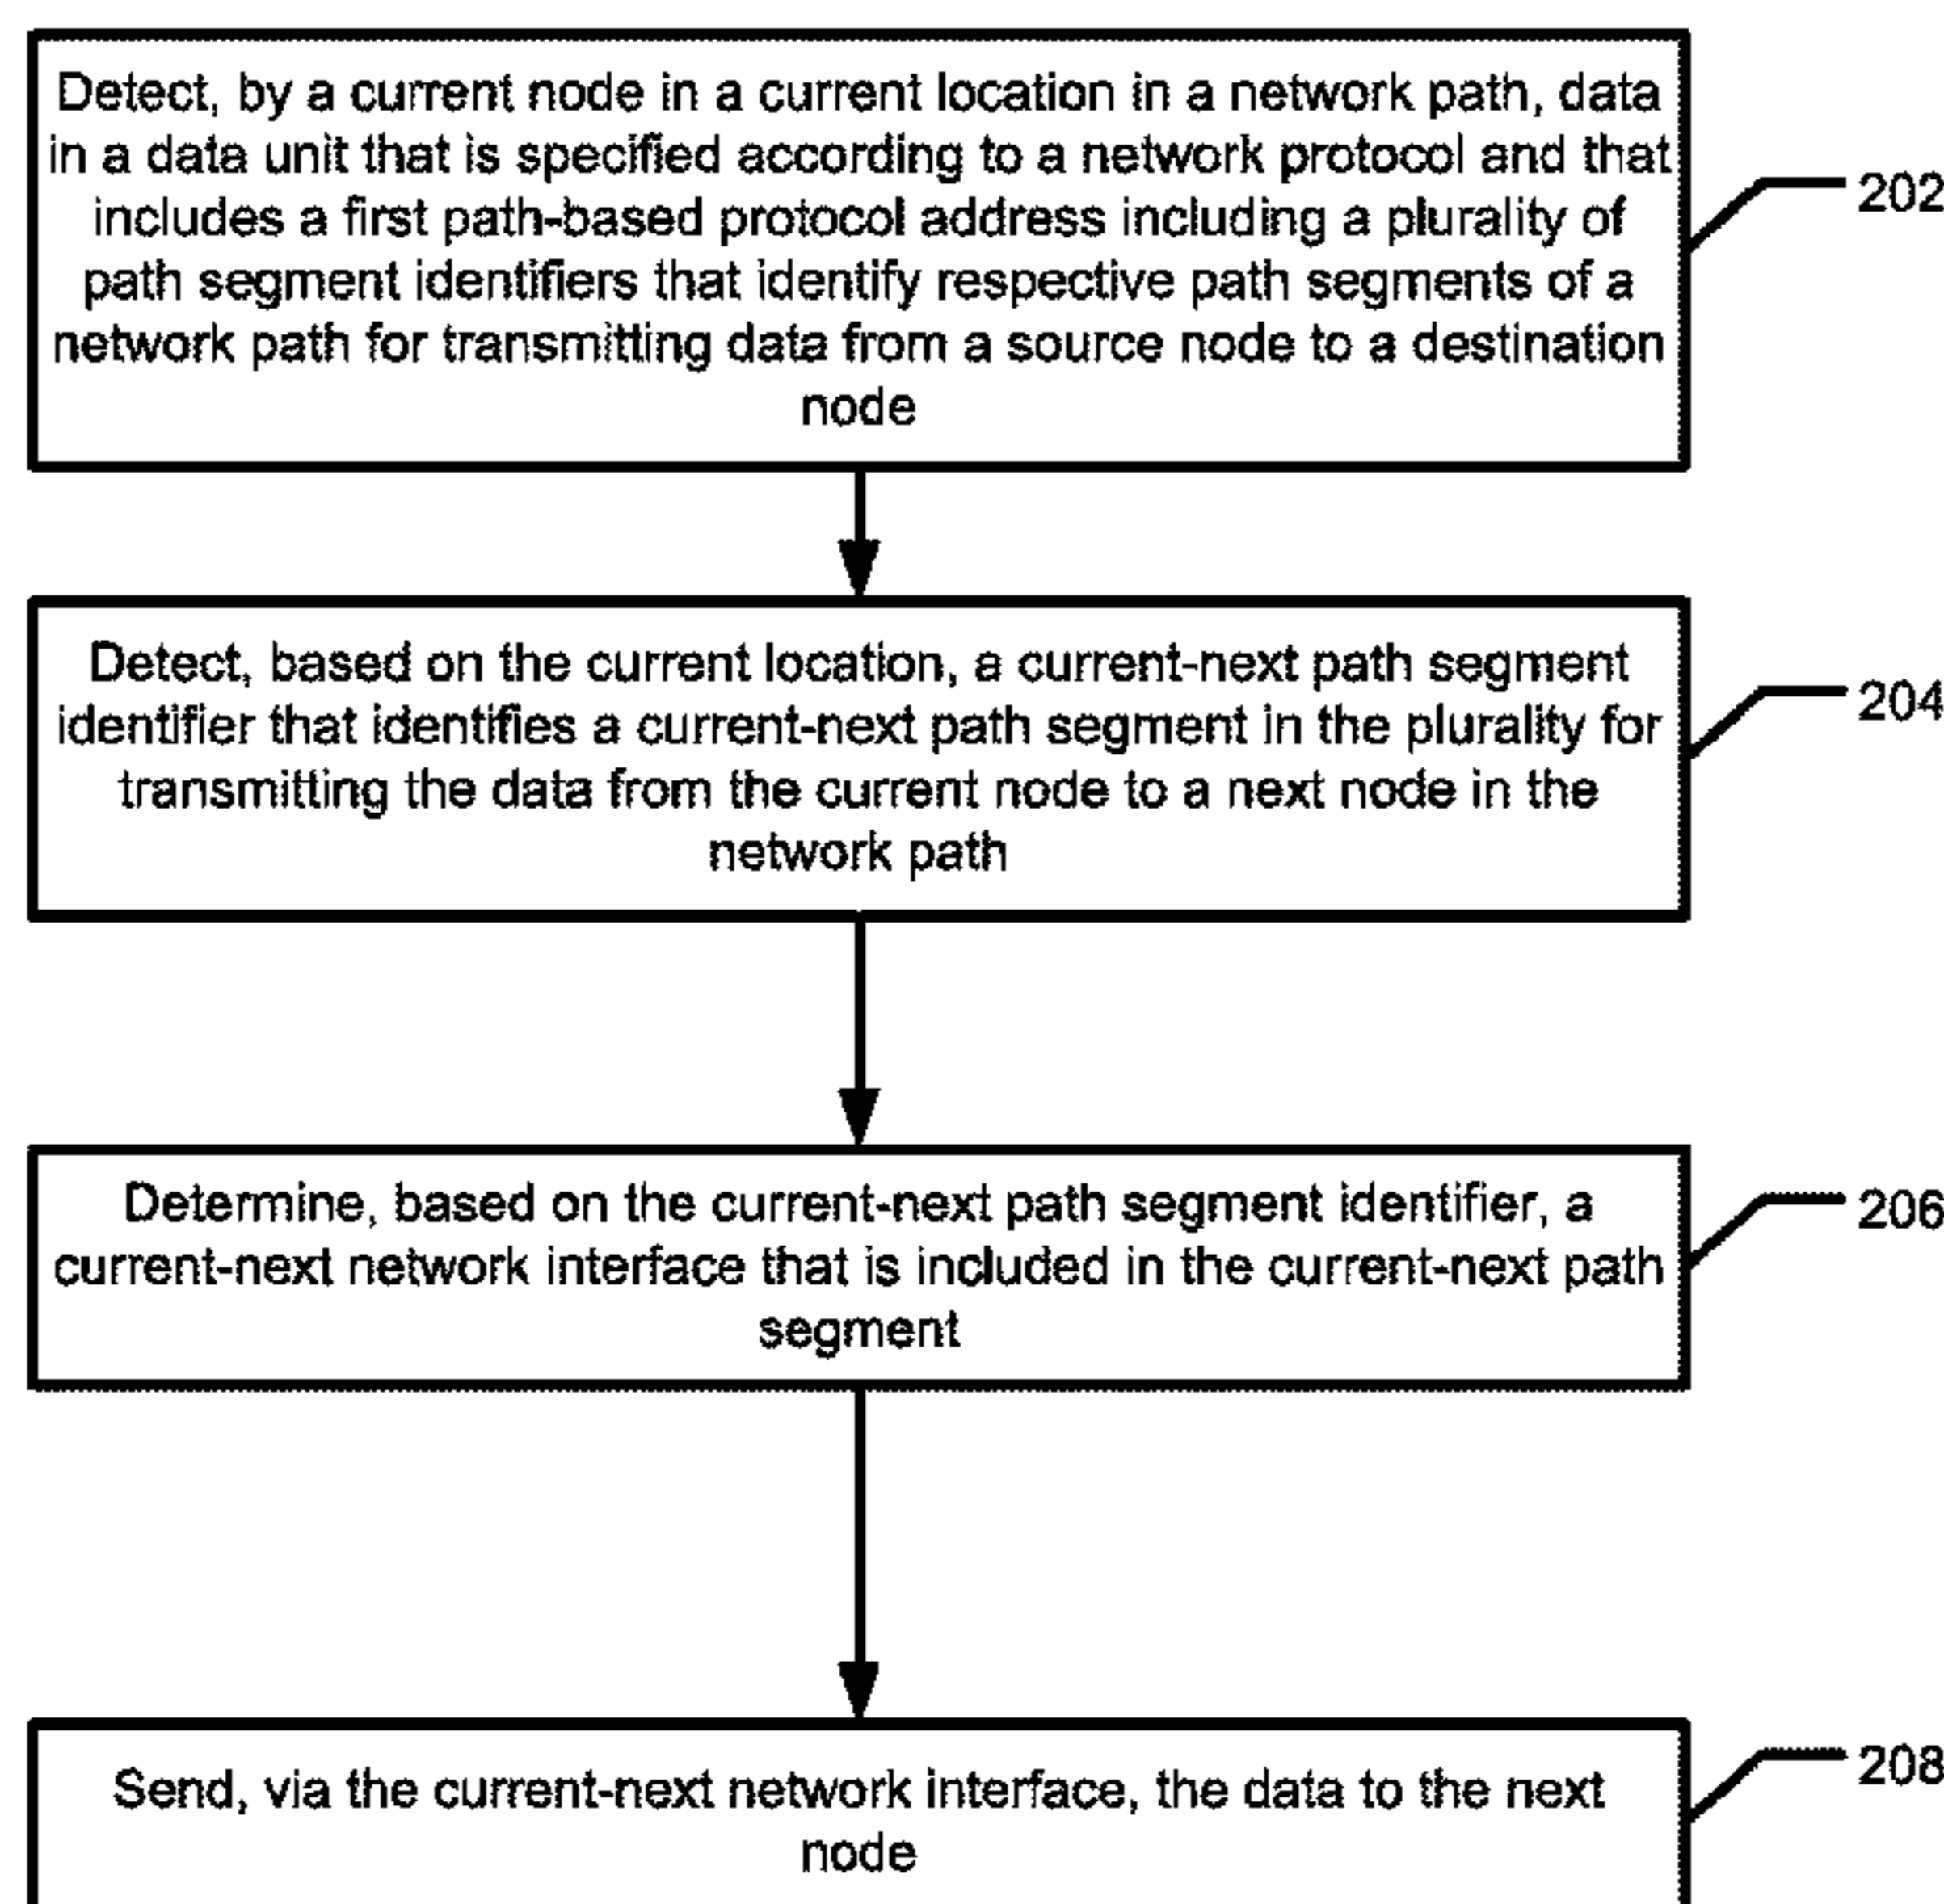 Detect, by a current node in a current location in a network path, data
in a data unit that is specified according to a network protocol and that
includes a first path-based protocol address including a plurality of
path segment identifiers that identify respective path segments of a
network path for transmitting data from a source node to a destination
node
202
Detect, based on the current location, a current-next path segment
identifier that identifies a current-next path segment in the plurality for
transmitting the data from the current node to a next node in the
network path
204
Determine, based on the current-next path segment identifier, a
current-next network interface that is included in the current-next path
segment
206
Send, via the current-next network interface, the data to the next
node
208